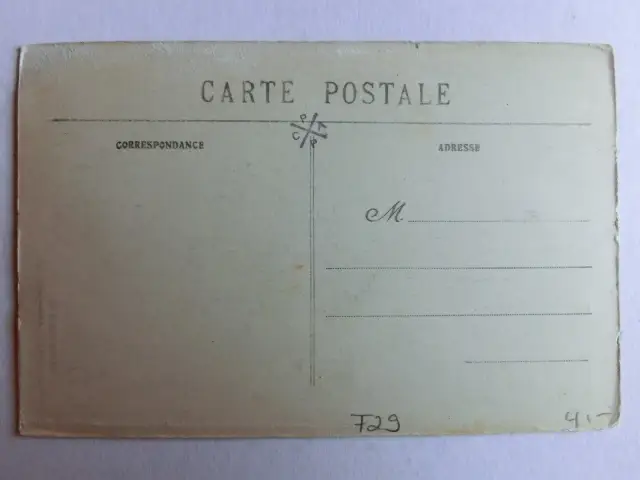 CARTE POSTALE
CORRESPONDANCE
ADRESSE
M.
F29
4,-